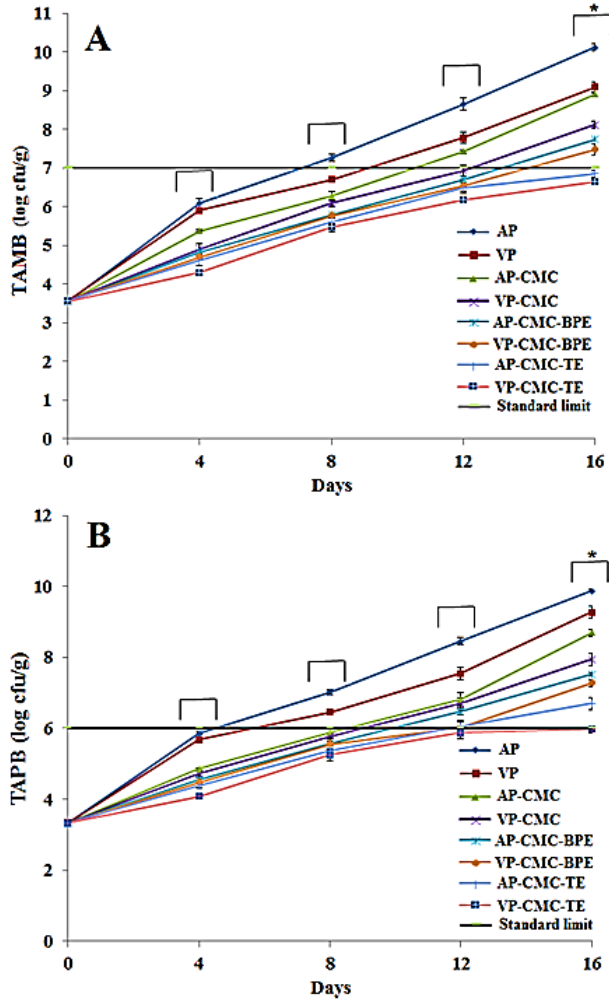 A
TAMB (log cfu/g)
11
10
9
8
7
6
5
4
3
2
1
0
*
AP
VP
AP-CMC
VP-CMC
AP-CMC-BPE
VP-CMC-BPE
AP-CMC-TE
VP-CMC-TE
Standard limit
0 4 8 12 16
Days
B
TAPB (log cfu/g)
12
10
8
6
4
2
0
*
AP
VP
AP-CMC
VP-CMC
AP-CMC-BPE
VP-CMC-BPE
AP-CMC-TE
VP-CMC-TE
Standard limit
0 4 8 12 16
Days